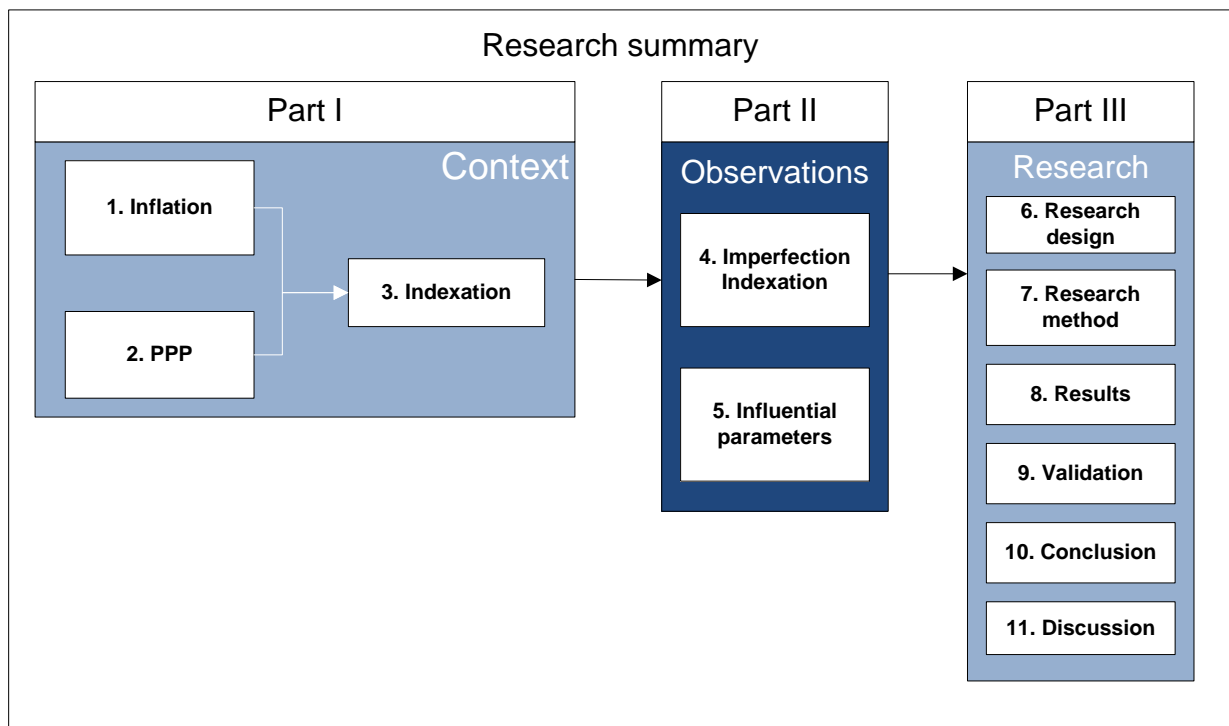 Research summary
Part I
Context
1. Inflation
2. PPP
3. Indexation
Part II
Observations
4. Imperfection
Indexation
5. Influential
parameters
Part III
Research
6. Research
design
7. Research
method
8. Results
9. Validation
10. Conclusion
11. Discussion